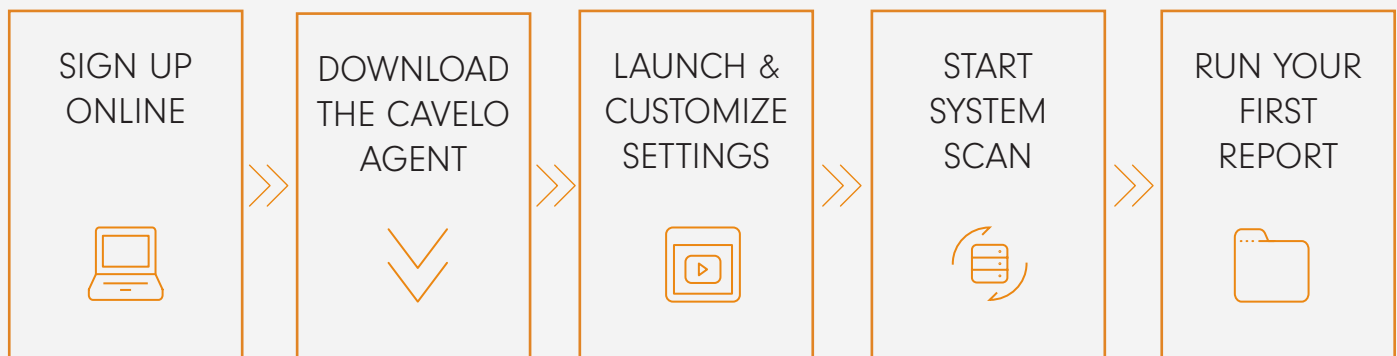 SIGN UP
ONLINE
DOWNLOAD
THE CAVELO
AGENT
LAUNCH &
CUSTOMIZE
SETTINGS
START
SYSTEM
SCAN
RUN YOUR
FIRST
REPORT